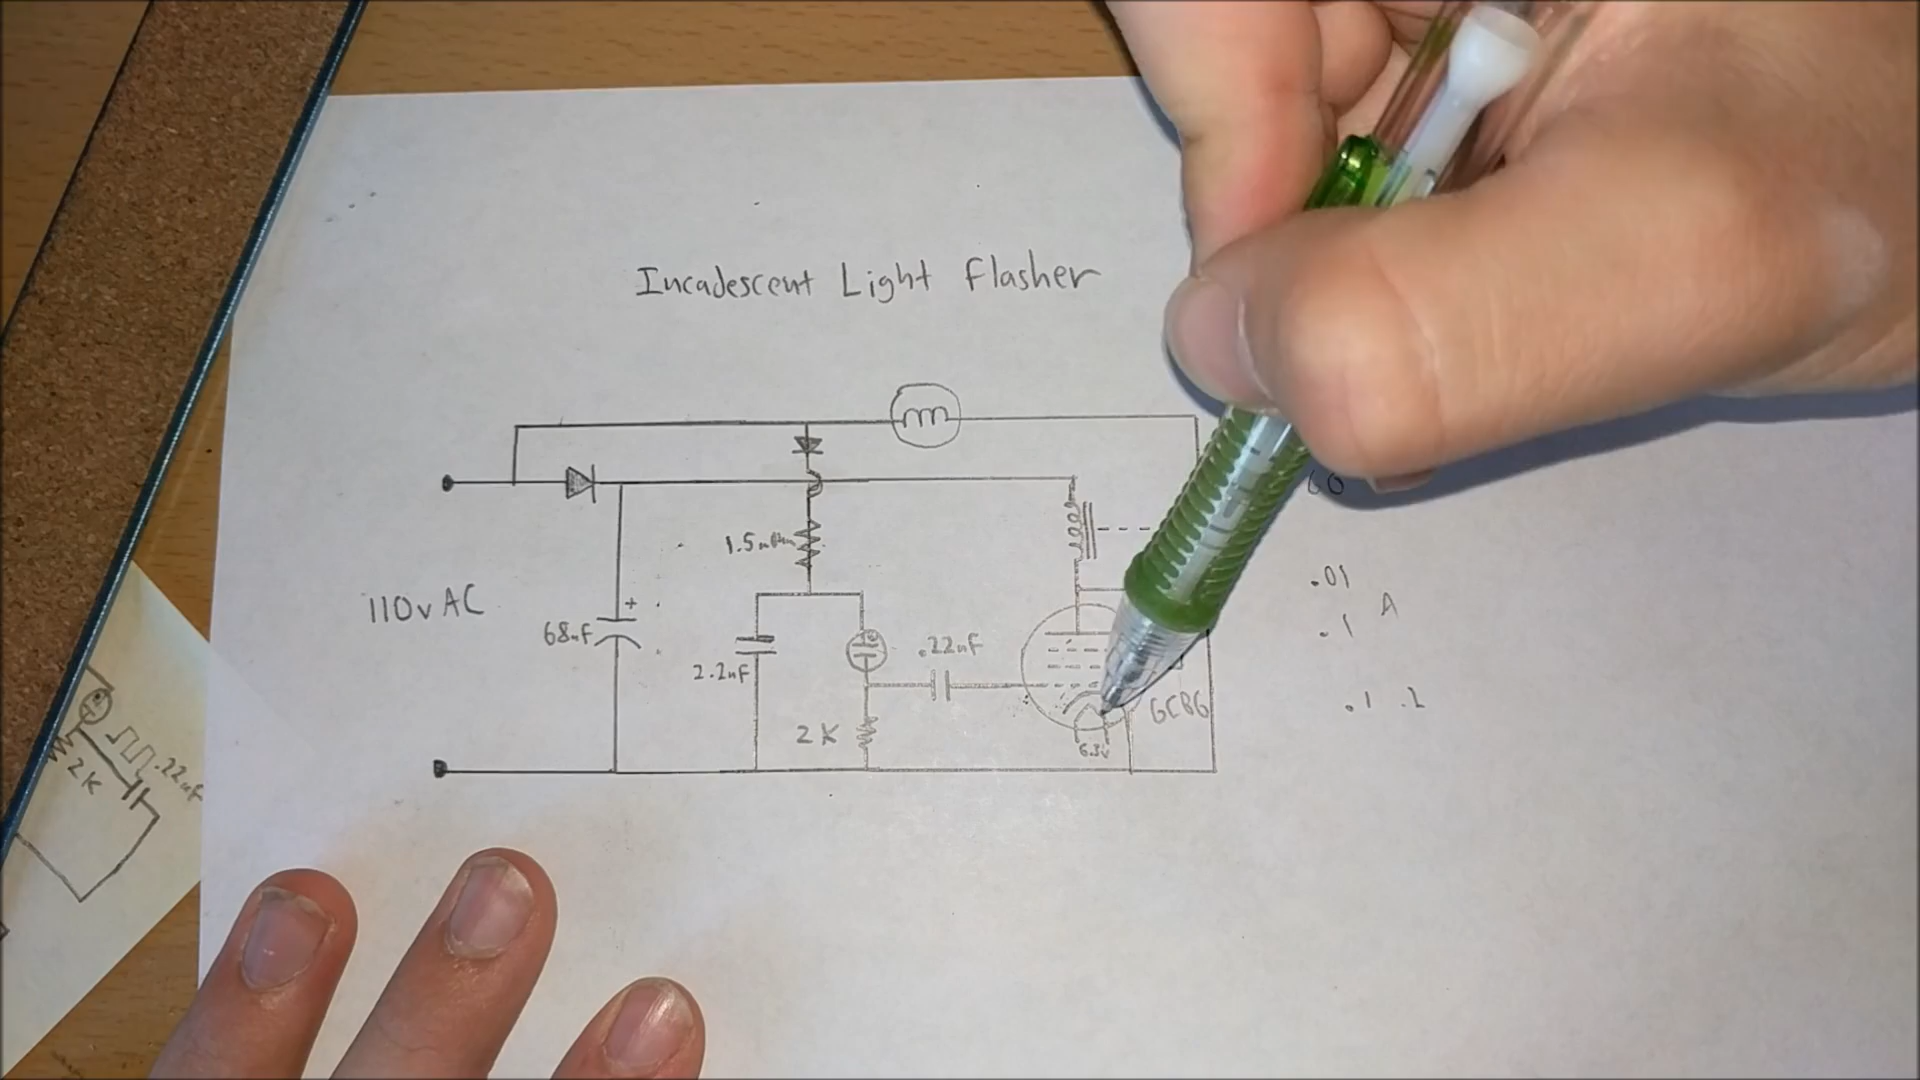 Incadescent Light Flasher
60
1.5
.01
110v AC
+
.1 A
68uF
.22uF
2.2uF
.1 .2
6CB6
2K
6.3v
.22uF
2K